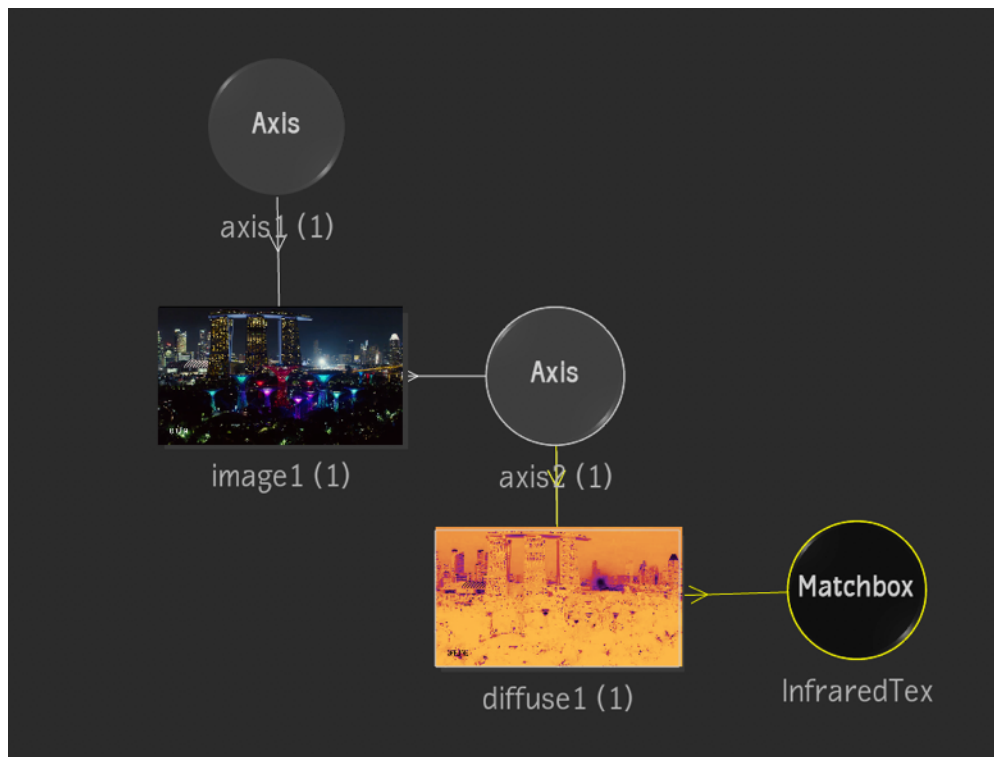 Axis
axis1 (1)
image1 (1)
Axis
axis2 (1)
diffuse1 (1)
Matchbox
InfraredTex